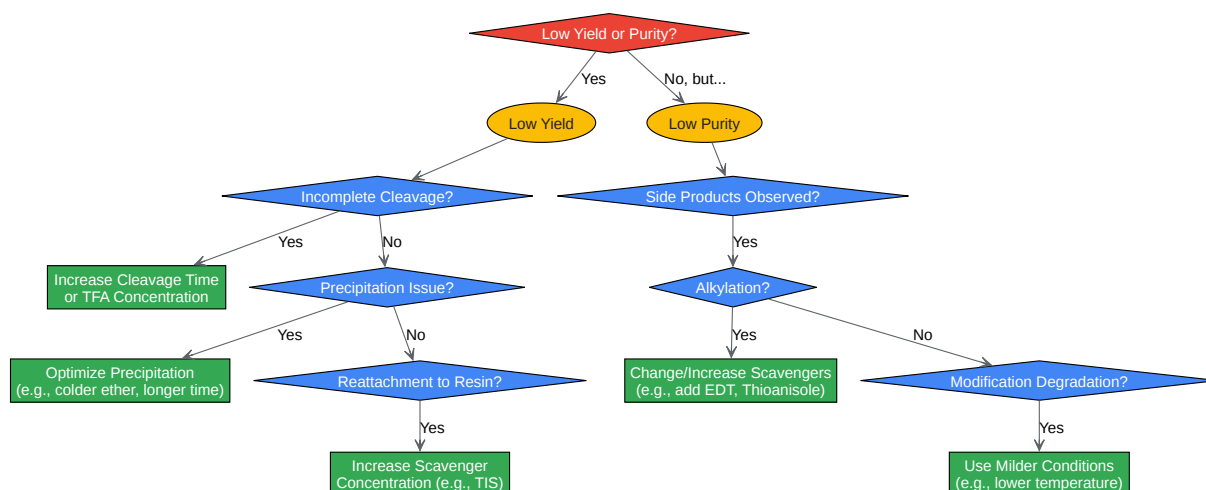 Low Yield or Purity?
Yes
No, but...
Low Yield
Low Purity
Incomplete Cleavage?
Side Products Observed?
Yes
No
Yes
Increase Cleavage Time
or TFA Concentration
Precipitation Issue?
Alkylation?
Yes
No
Yes
No
Optimize Precipitation
(e.g., colder ether, longer time)
Reattachment to Resin?
Change/Increase Scavengers
(e.g., add EDT, Thioanisole)
Modification Degradation?
Yes
Yes
Increase Scavenger
Concentration (e.g., TIS)
Use Milder Conditions
(e.g., lower temperature)